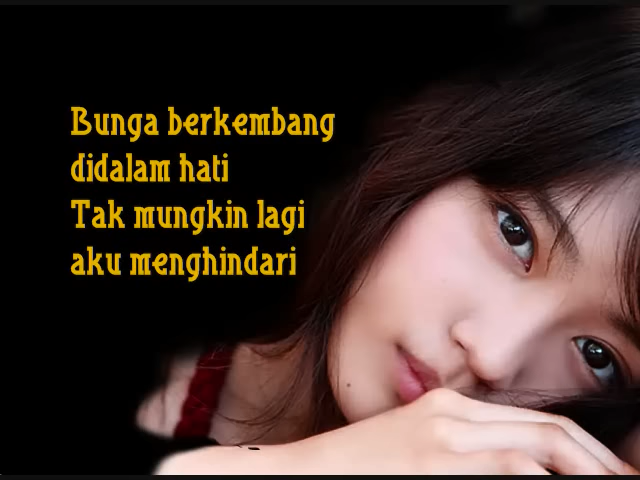 Bunga berkembang
didalam hati
Tak mungkin lagi
aku menghindari